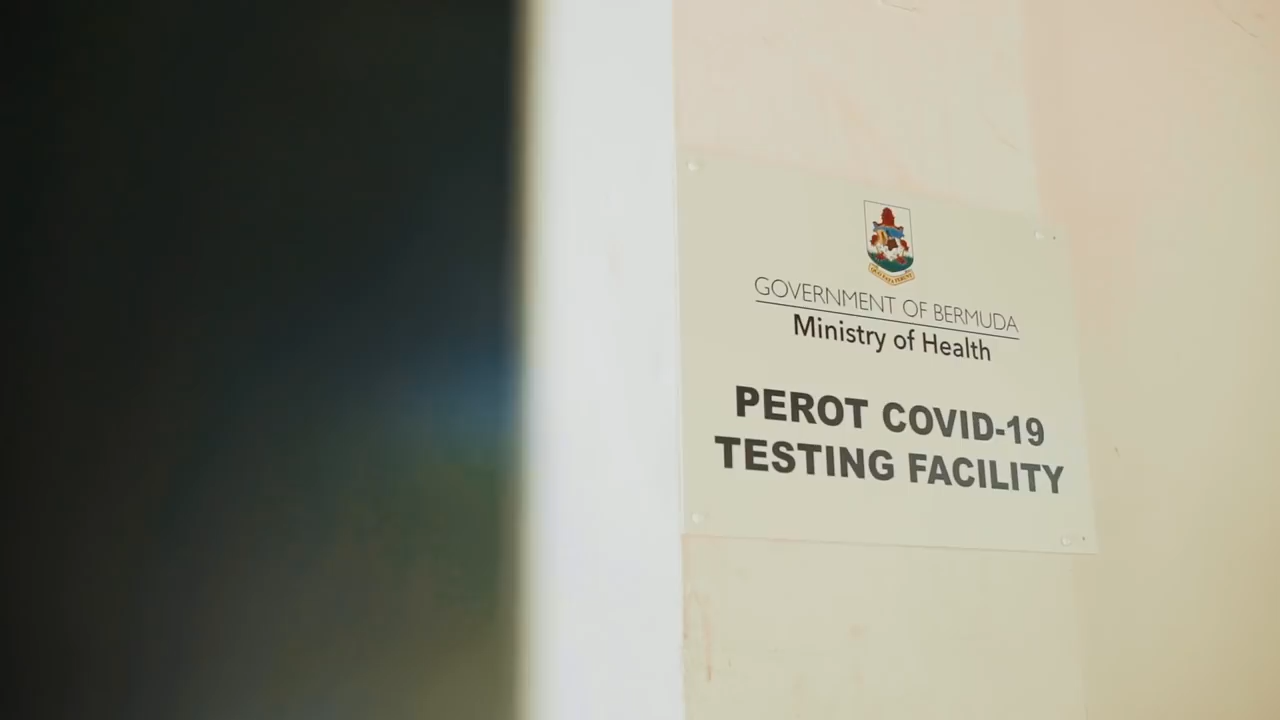 GOVERNMENT OF BERMUDA
Ministry of Health
PEROT COVID-19
TESTING FACILITY